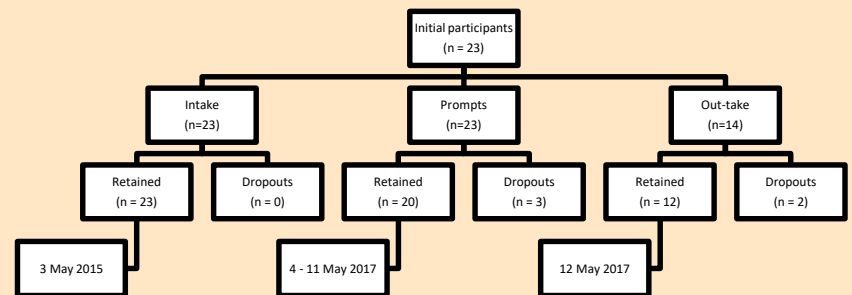 Initial participants
(n = 23)
Intake
(n=23)
Prompts
(n=23)
Out-take
(n=14)
Retained
(n = 23)
Dropouts
(n = 0)
Retained
(n = 20)
Dropouts
(n = 3)
Retained
(n = 12)
Dropouts
(n = 2)
3 May 2015
4 - 11 May 2017
12 May 2017